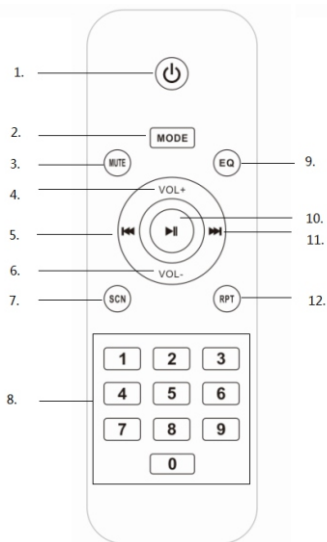 1.
2. MODE
3. MUTE EQ 9.
4. VOL+
10.
5. 11.
6. VOL-
7. SCN RPT 12.
1 2 3
8. 4 5 6
7 8 9
0